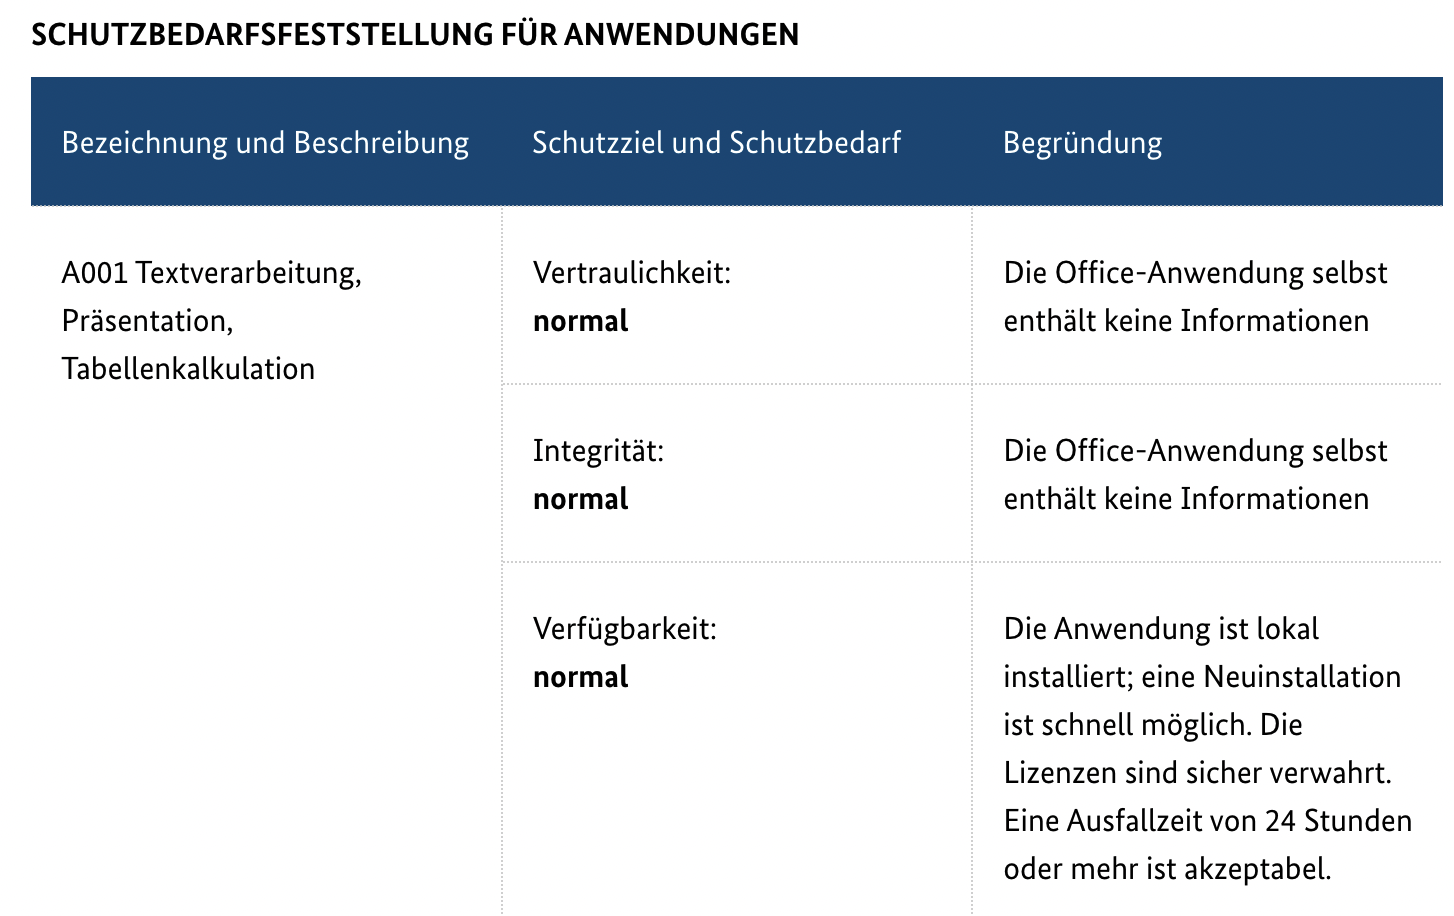 SCHUTZBEDARFSFESTSTELLUNG FÜR ANWENDUNGEN
Bezeichnung und Beschreibung
Schutzziel und Schutzbedarf
Begründung
A001 Textverarbeitung,
Präsentation,
Tabellenkalkulation
Vertraulichkeit:
normal
Die Office-Anwendung selbst
enthält keine Informationen
Integrität:
normal
Die Office-Anwendung selbst
enthält keine Informationen
Verfügbarkeit:
normal
Die Anwendung ist lokal
installiert; eine Neuinstallation
ist schnell möglich. Die
Lizenzen sind sicher verwahrt.
Eine Ausfallzeit von 24 Stunden
oder mehr ist akzeptabel.